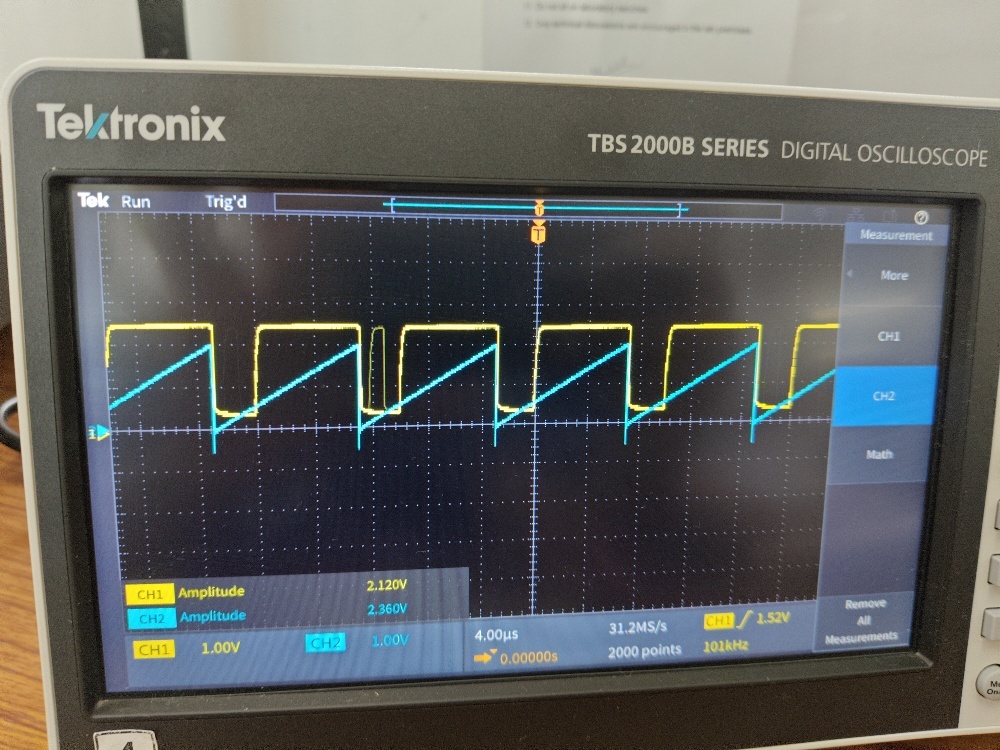 Tektronix
TBS 2000B SERIES DIGITAL OSCILLOSCOPE
Tek Run Trig'd
T
T
?
Measurement
More
CH1
CH2
Math
Remove
All
Measurements
CH1 Amplitude 2.120V
CH2 Amplitude 2.360V
CH1 1.00V CH2 1.00V
4.00µs 31.2MS/s CH1 1.52V
0.00000s 2000 points 101kHz